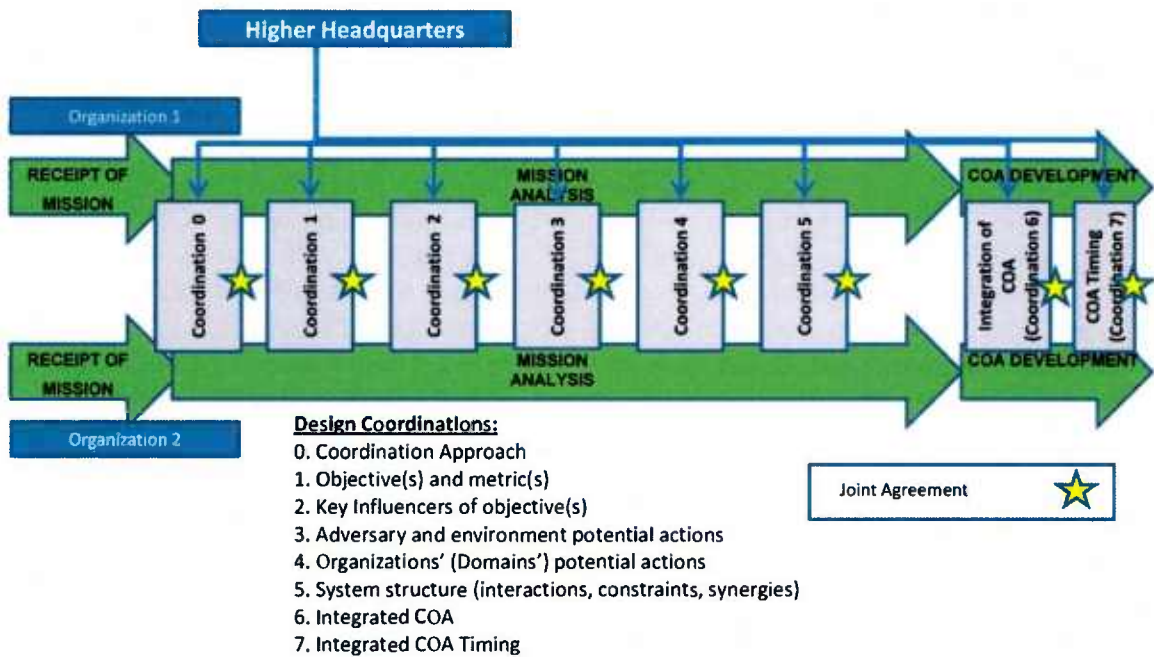 Higher Headquarters
Organization 1
RECEIPT OF
MISSION
MISSION
ANALYSIS
COA DEVELOPMENT
Coordination 0
Coordination 1
Coordination 2
Coordination 3
Coordination 4
Coordination 5
Integration of
COA
(Coordination 6)
COA Timing
(Coordination 7)
RECEIPT OF
MISSION
MISSION
ANALYSIS
COA DEVELOPMENT
Organization 2
Design Coordinations:
0. Coordination Approach
1. Objective(s) and metric(s)
2. Key Influencers of objective(s)
3. Adversary and environment potential actions
4. Organizations' (Domains') potential actions
5. System structure (interactions, constraints, synergies)
6. Integrated COA
7. Integrated COA Timing
Joint Agreement